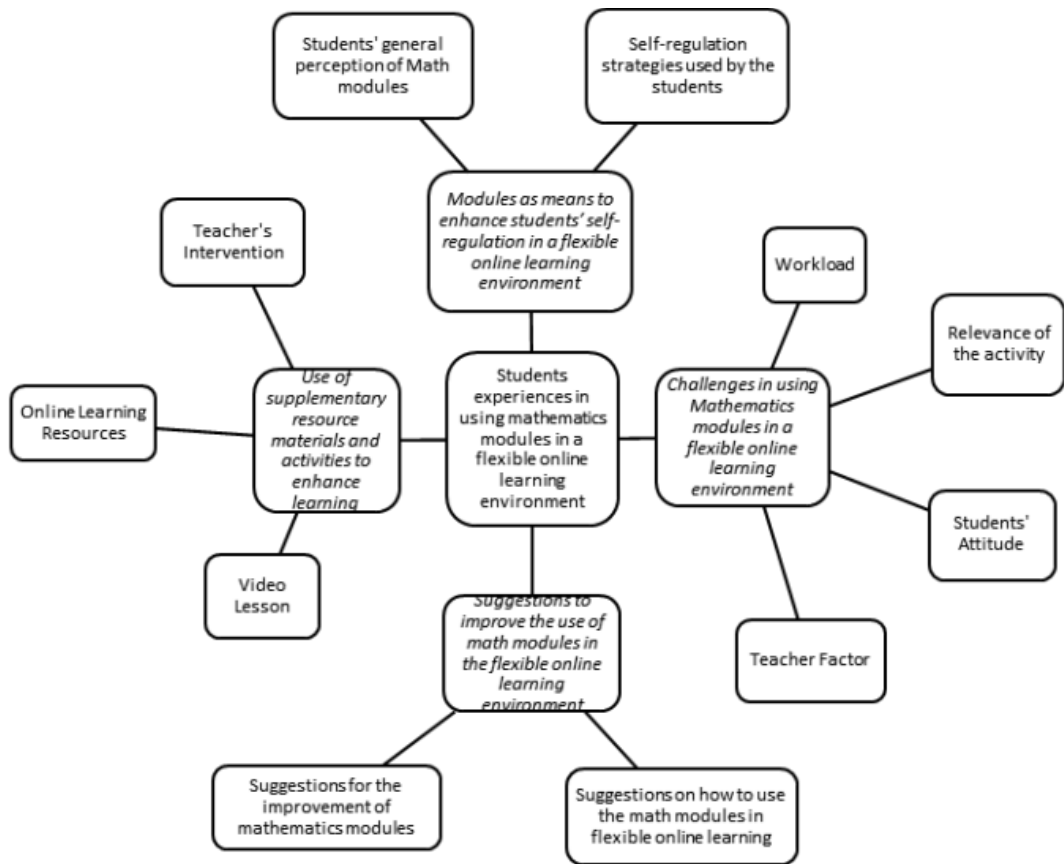 Students' general
perception of Math
modules
Self-regulation
strategies used by the
students
Modules as means to
enhance students' self-
regulation in a flexible
online learning
environment
Teacher's
Intervention
Workload
Relevance
of the activity
Online Learning
Resources
Use of
supplementary
resource
materials and
activities to
enhance
learning
Students
experiences in
using mathematics
modules in a
flexible online
learning
environment
Challenges in using
Mathematics
modules in a
flexible online
learning
environment
Students'
Attitude
Video
Lesson
Suggestions to
improve the use of
math modules in
the flexible online
learning
environment
Teacher Factor
Suggestions for the
improvement of
mathematics modules
Suggestions on how to use
the math modules in
flexible online learning